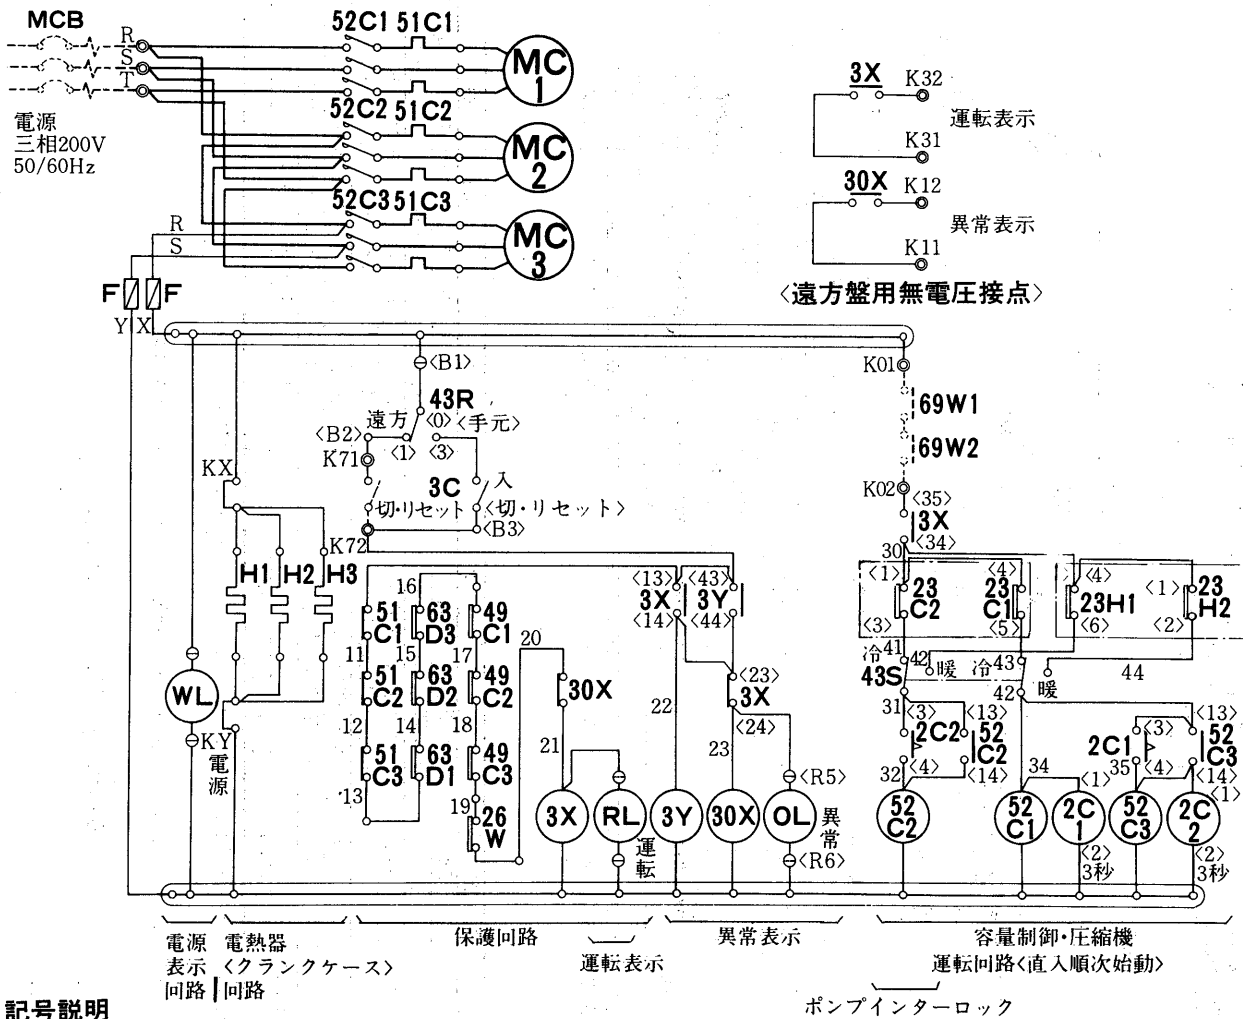 MCB
R
S
T
電源
三相200V
50/60Hz
52C1 51C1
MC
1
52C2 51C2
MC
2
52C3 51C3
MC
3
R
S
F F
Y X
3X K32
運転表示
K31
30X K12
異常表示
K11
〈遠方盤用無電圧接点〉
〈B1〉
43R
遠方 〈0〉 〈手元〉
〈B2〉 〈1〉 〈3〉
K71
3C 入
切・リセット 〈切・リセット〉
〈B3〉
K72
KX
H1 H2 H3
WL
KY
電源
51
C1
11
51
C2
12
51
C3
13
16
63
D3
15
63
D2
14
63
D1
49
C1
17
49
C2
18
49
C3
19
26
W
20
30X
21
3X
RL
運転
〈13〉 〈43〉
3X 3Y
〈14〉 〈44〉
22
〈23〉
3X
〈24〉
23
3Y
30X
〈R5〉
OL
異常
〈R6〉
K01
69W1
69W2
K02
〈35〉
3X
〈34〉
30
〈1〉
23
C2
〈3〉
〈4〉
23
C1
〈5〉
〈4〉
23H1
〈6〉
〈1〉
23
H2
〈2〉
冷 41 42 暖 冷 43 暖 44
43S
31 42
〈3〉 〈13〉
2C2 52
C2
〈4〉 〈14〉
32
52
C2
34
52
C1
〈1〉
2C
1
〈2〉
3秒
〈3〉 〈13〉
2C1 52
C3
35 〈4〉 〈14〉
52
C3
〈1〉
2C
2
〈2〉
3秒
電源
表示
回路
電熱器
〈クランクケース〉
回路
保護回路
運転表示
異常表示
容量制御・圧縮機
運転回路〈直入順次始動〉
ポンプインターロック
記号説明